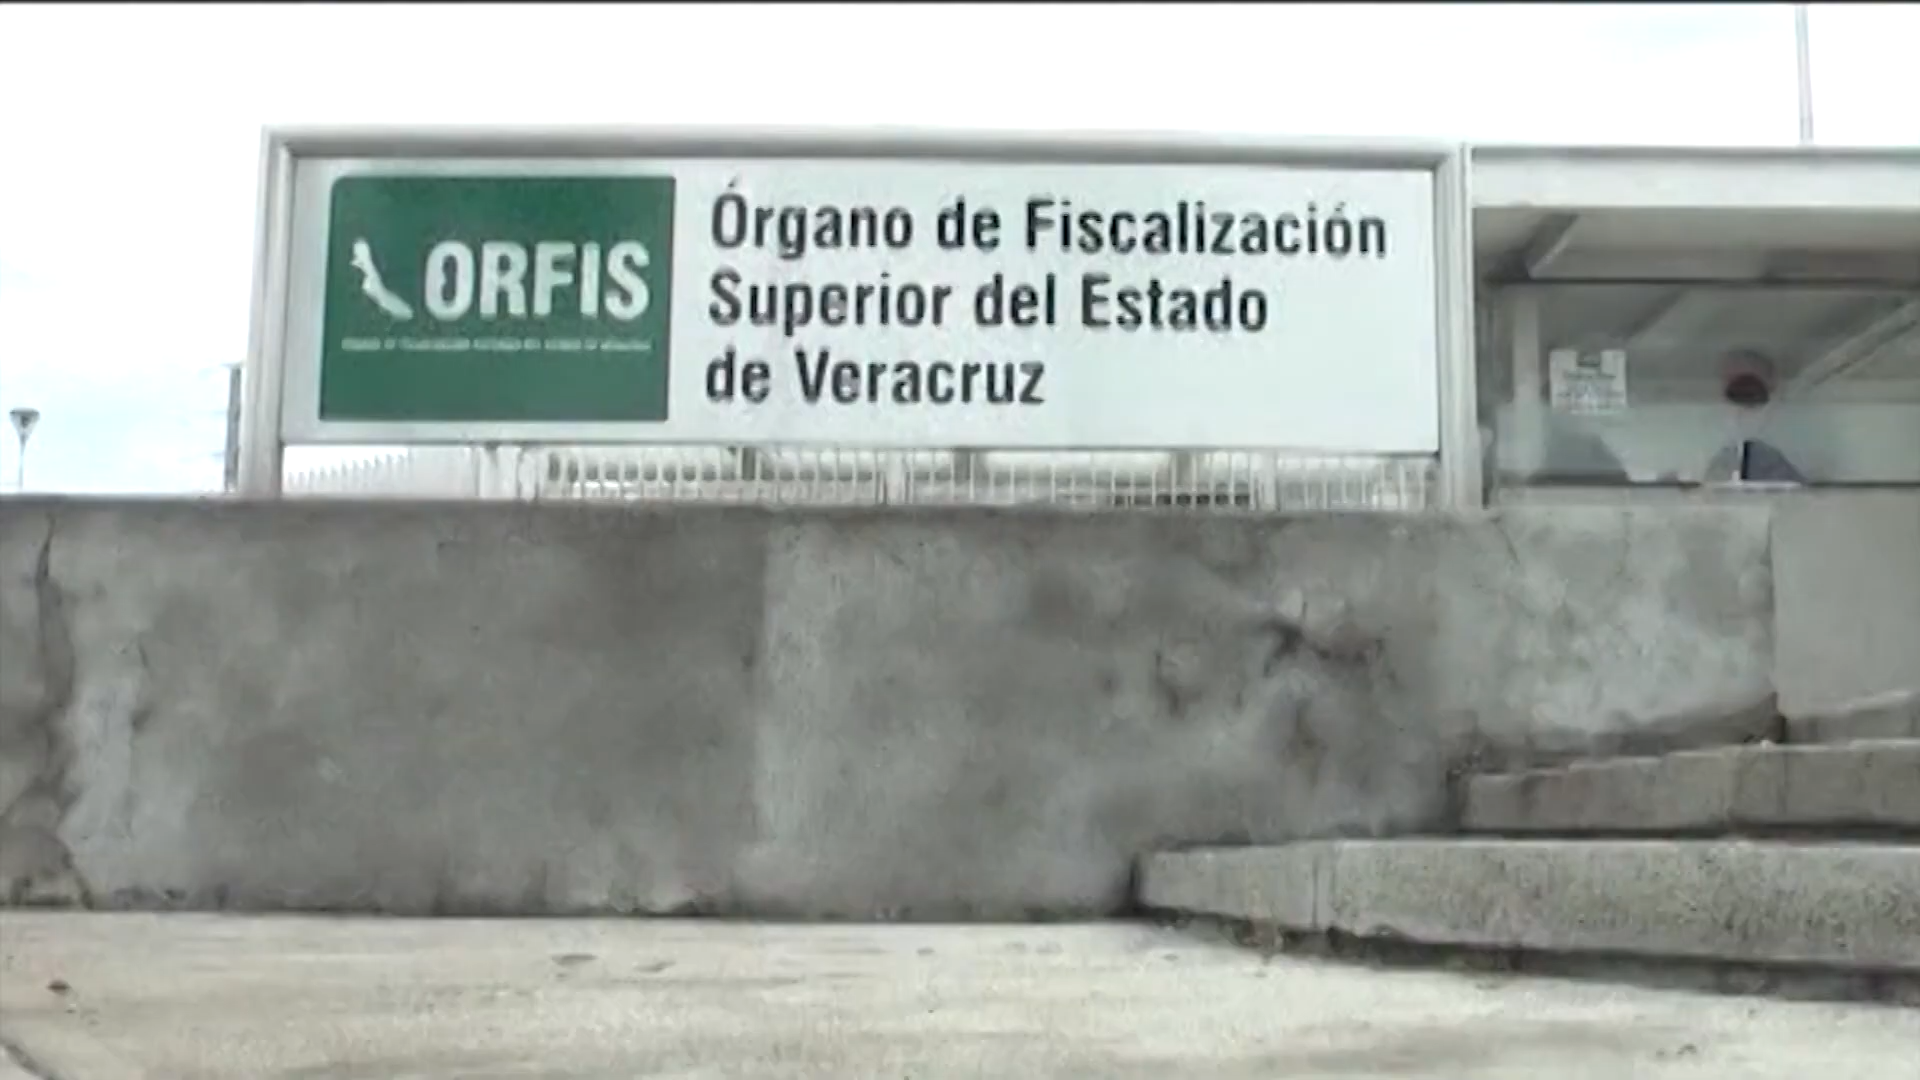 ORFIS
Órgano de Fiscalización
Superior del Estado
de Veracruz